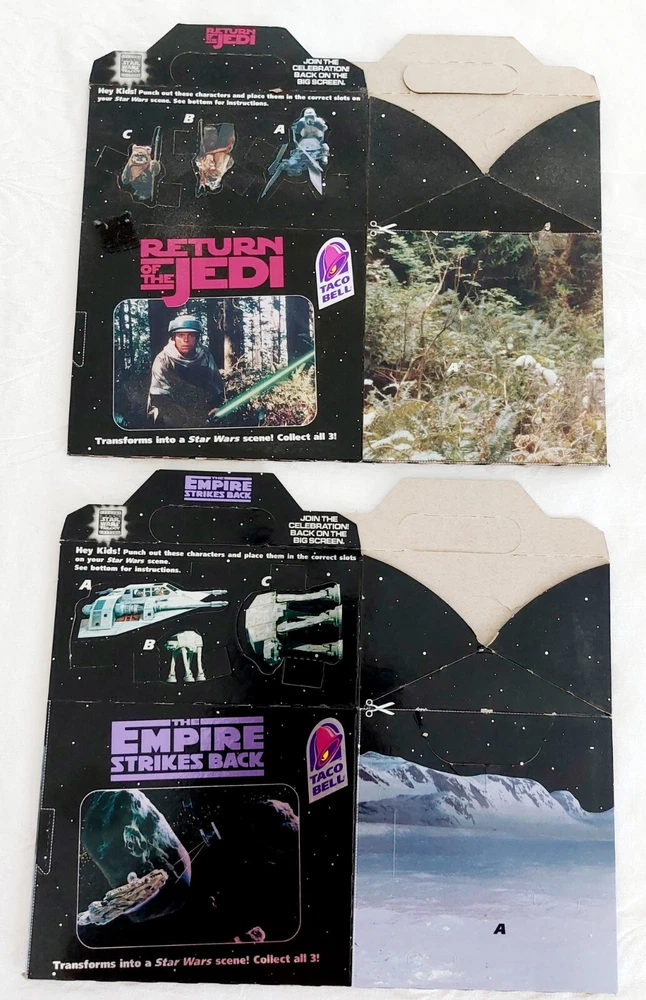 RETURN
OF THE JEDI
STAR WARS
JOIN THE
CELEBRATION!
BACK ON THE
BIG SCREEN.
Hey Kids! Punch out these characters and place them in the correct slots on
your Star Wars scene. See bottom for instructions.
C
B
A
RETURN
OF THE JEDI
TACO
BELL
Transforms into a Star Wars scene! Collect all 3!
THE
EMPIRE
STRIKES BACK
STAR WARS
JOIN THE
CELEBRATION!
BACK ON THE
BIG SCREEN.
Hey Kids! Punch out these characters and place them in the correct slots
on your Star Wars scene.
See bottom for instructions.
A
C
B
THE
EMPIRE
STRIKES BACK
TACO
BELL
Transforms into a Star Wars scene! Collect all 3!
A